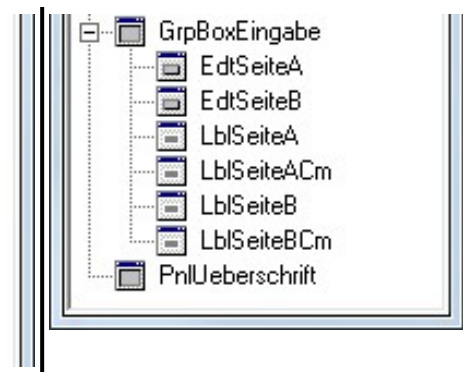 GrpBoxEingabe
EdtSeiteA
EdtSeiteB
LblSeiteA
LblSeiteACm
LblSeiteB
LblSeiteBCm
PnlUeberschrift